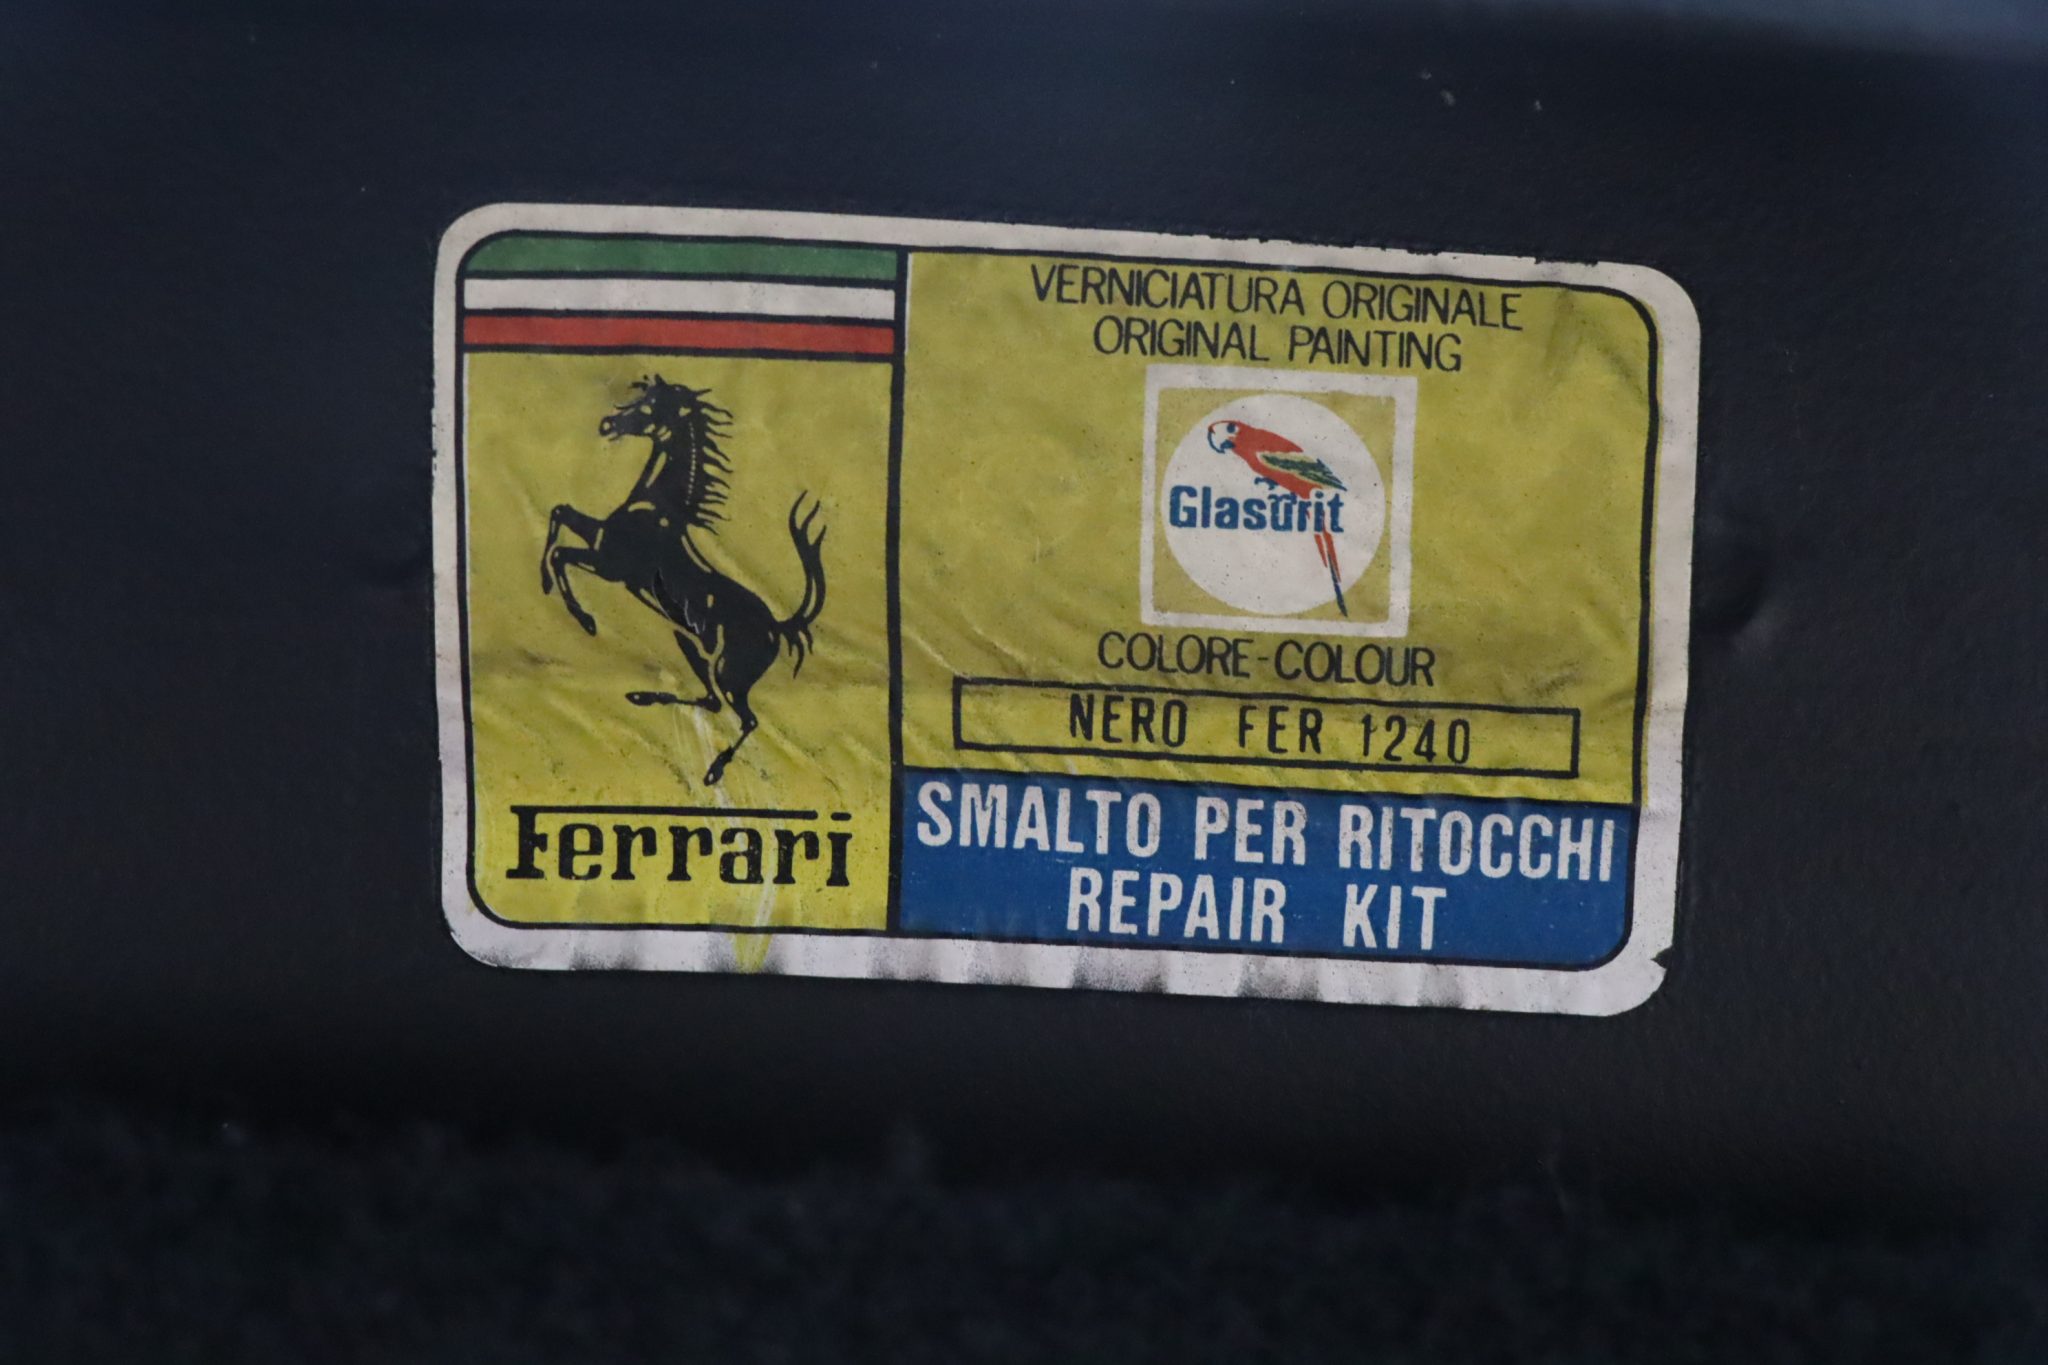 VERNICIATURA ORIGINALE
ORIGINAL PAINTING
Glasurit
COLORE-COLOUR
NERO FER 1240
SMALTO PER RITOCCHI
REPAIR KIT
Ferrari